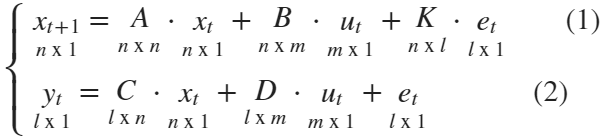 x_{t+1} = A · x_t + B · u_t + K · e_t (1)
n x 1 n x n n x 1 n x m m x 1 n x l l x 1
y_t = C · x_t + D · u_t + e_t (2)
l x 1 l x n n x 1 l x m m x 1 l x 1